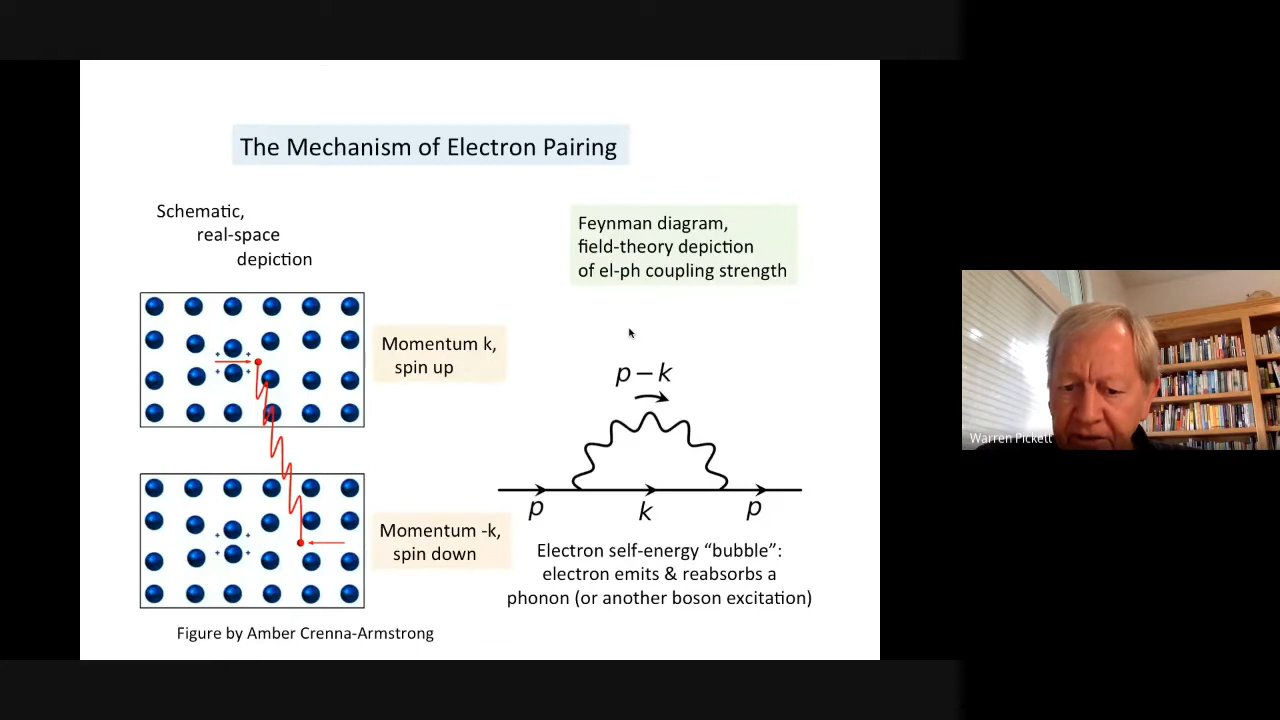 The Mechanism of Electron Pairing
Schematic,
real-space
depiction
Feynman diagram,
field-theory depiction
of el-ph coupling strength
Momentum k,
spin up
Momentum -k,
spin down
p − k
p
k
p
Electron self-energy “bubble”:
electron emits & reabsorbs a
phonon (or another boson excitation)
Figure by Amber Crenna-Armstrong
Warren Pickett